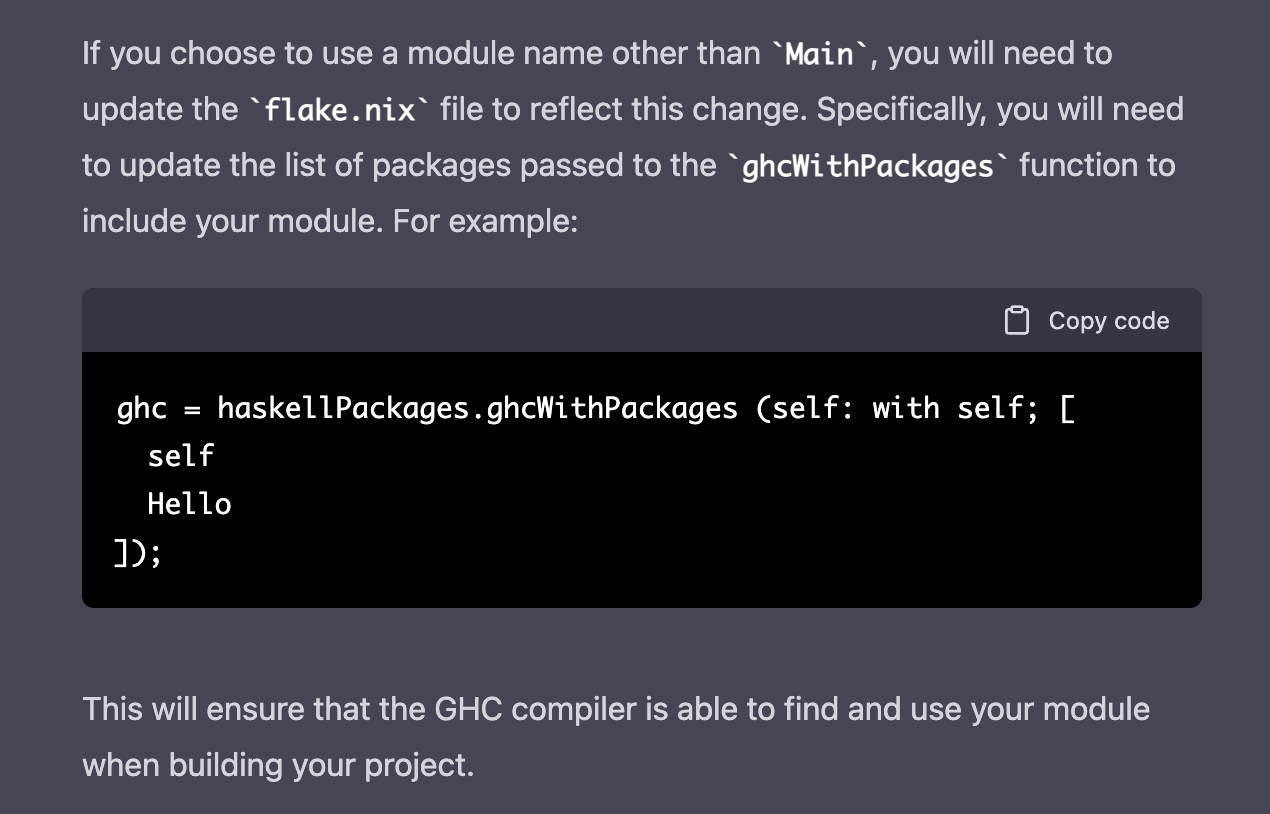 If you choose to use a module name other than `Main`, you will need to
update the `flake.nix` file to reflect this change. Specifically, you will need
to update the list of packages passed to the `ghcWithPackages` function to
include your module. For example:
Copy code
ghc = haskellPackages.ghcWithPackages (self: with self; [
  self
  Hello
]);
This will ensure that the GHC compiler is able to find and use your module
when building your project.